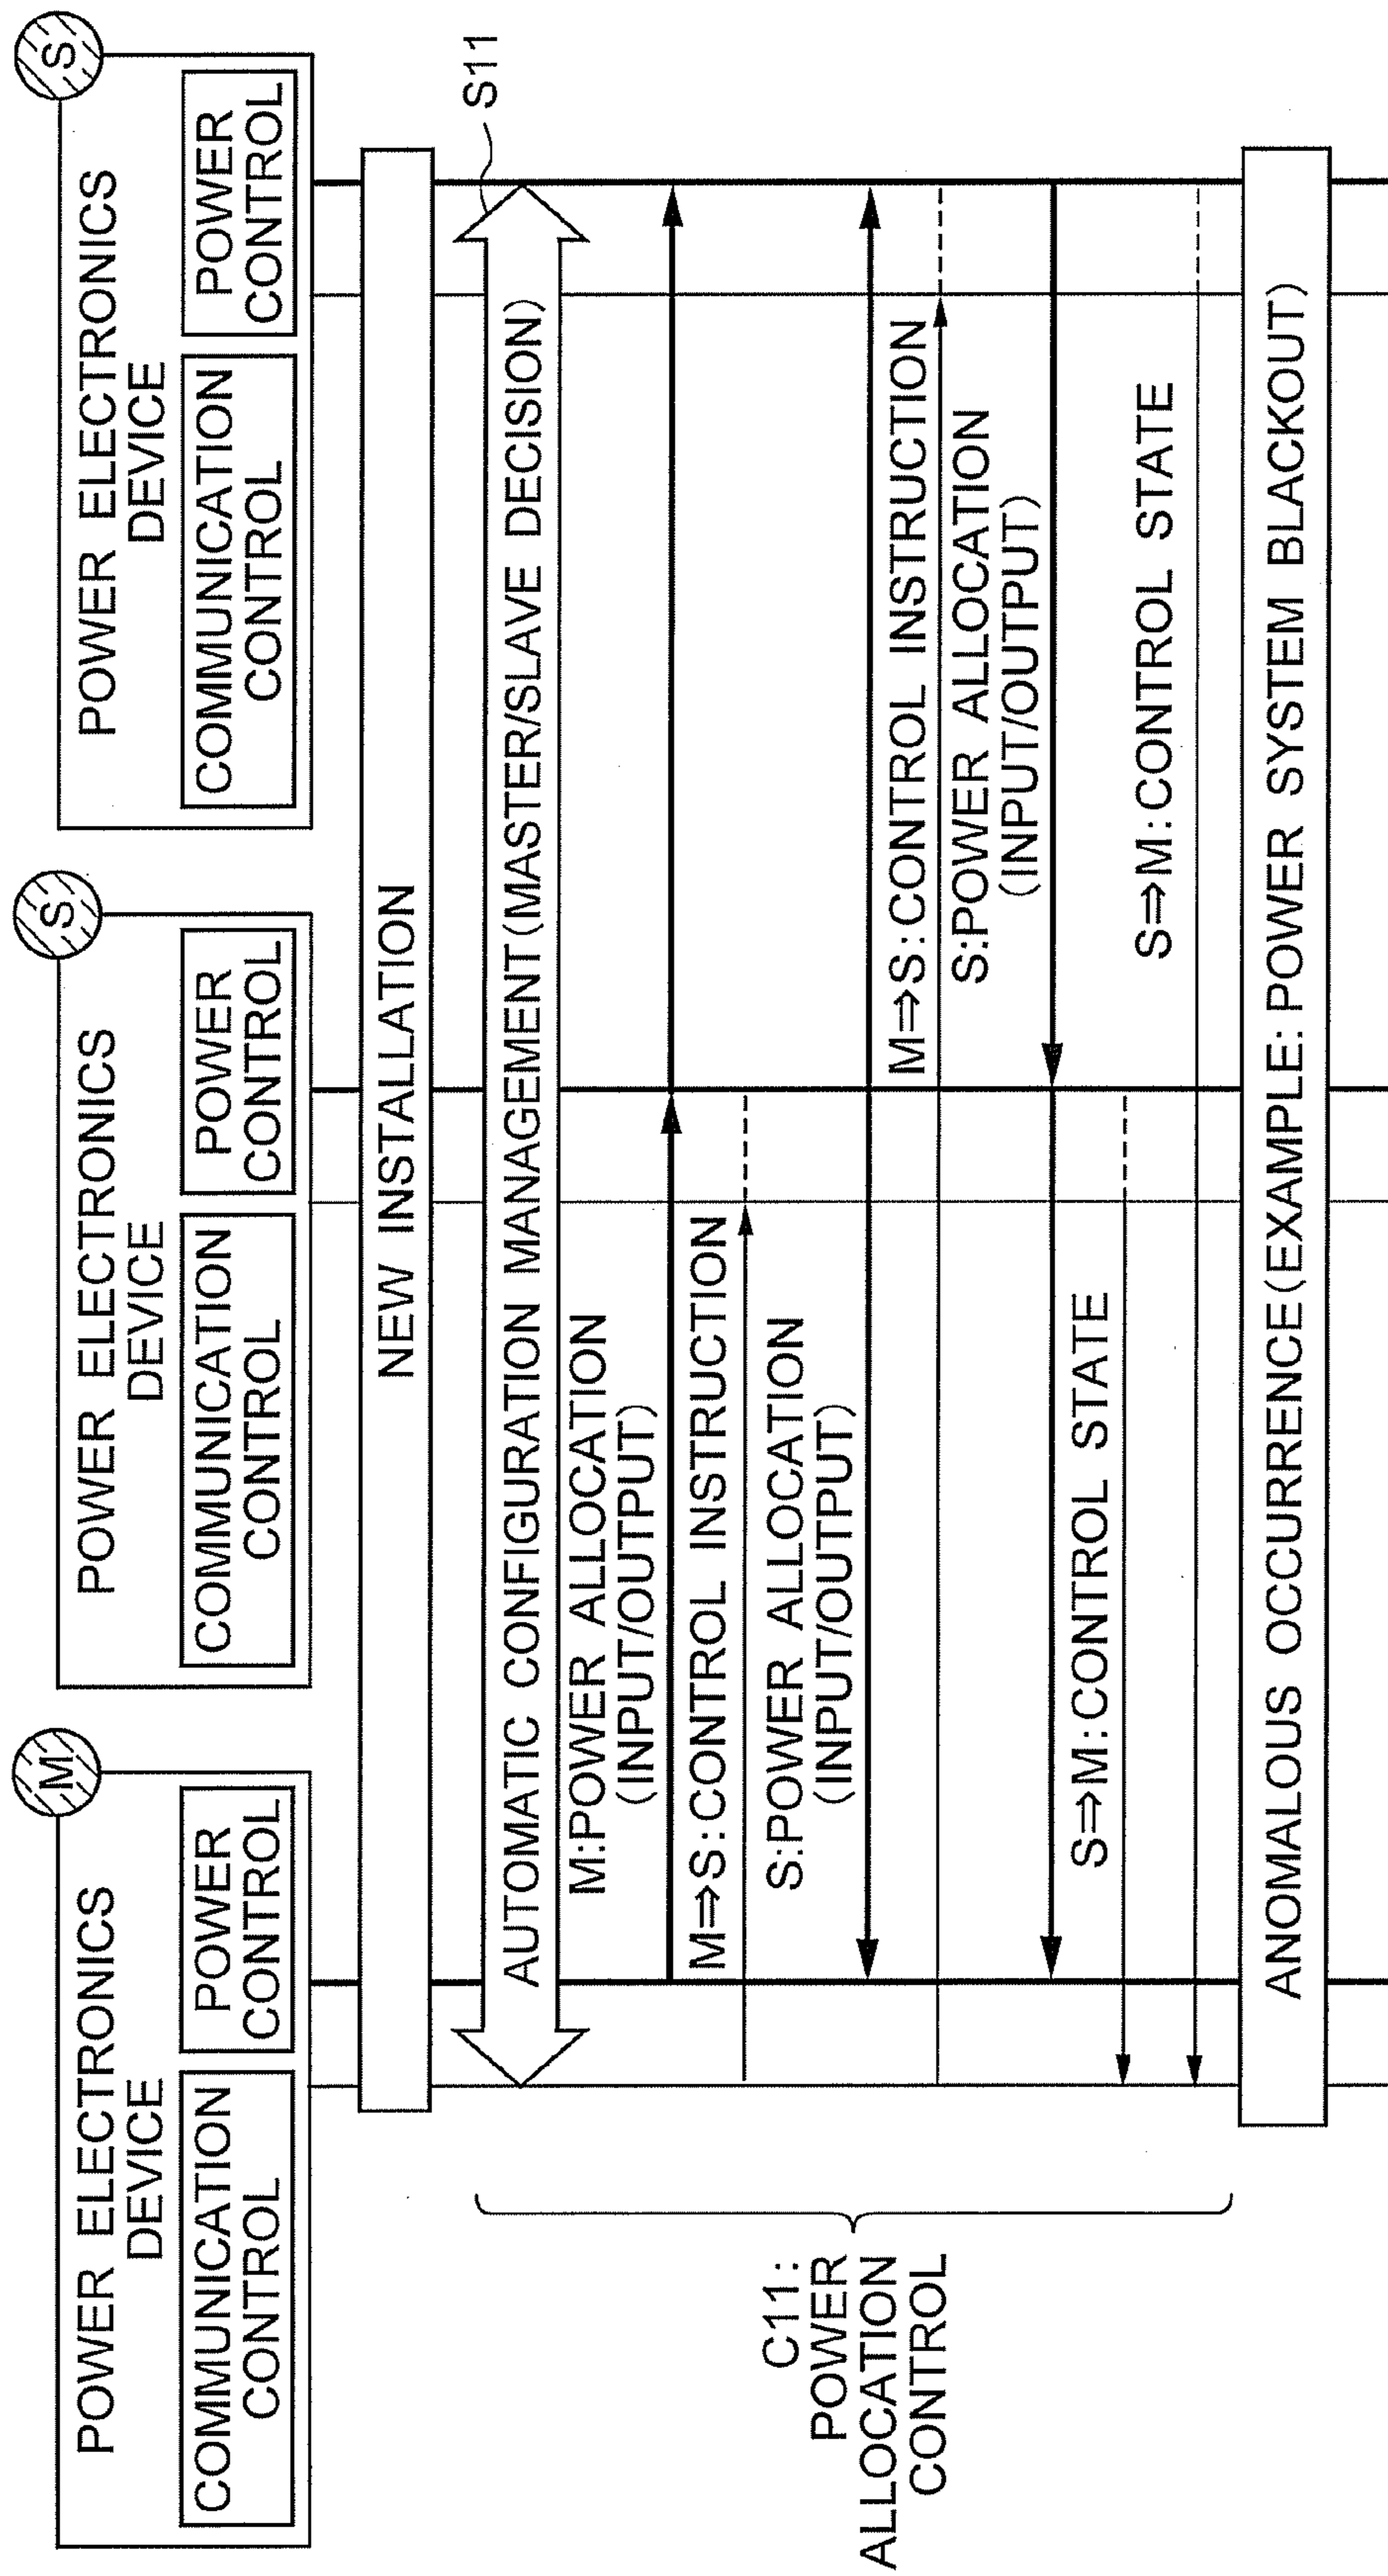 M
POWER ELECTRONICS
DEVICE
COMMUNICATION
CONTROL
POWER
CONTROL
S
POWER ELECTRONICS
DEVICE
COMMUNICATION
CONTROL
POWER
CONTROL
S
POWER ELECTRONICS
DEVICE
COMMUNICATION
CONTROL
POWER
CONTROL
NEW INSTALLATION
S11
AUTOMATIC CONFIGURATION MANAGEMENT(MASTER/SLAVE DECISION)
M:POWER ALLOCATION
(INPUT/OUTPUT)
M⇒S:CONTROL INSTRUCTION
S:POWER ALLOCATION
(INPUT/OUTPUT)
M⇒S:CONTROL INSTRUCTION
S:POWER ALLOCATION
(INPUT/OUTPUT)
S⇒M:CONTROL STATE
S⇒M:CONTROL STATE
C11:
POWER
ALLOCATION
CONTROL
ANOMALOUS OCCURRENCE(EXAMPLE: POWER SYSTEM BLACKOUT)